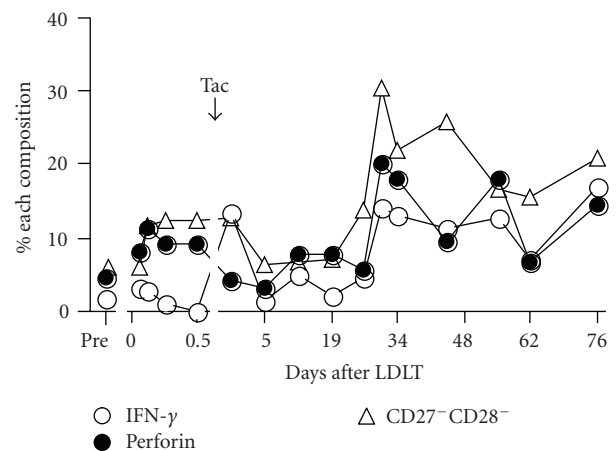 40
Tac
30
% each composition
20
10
0
Pre 0 0.5 5 19 34 48 62 76
Days after LDLT
IFN-γ
CD27⁻CD28⁻
Perforin